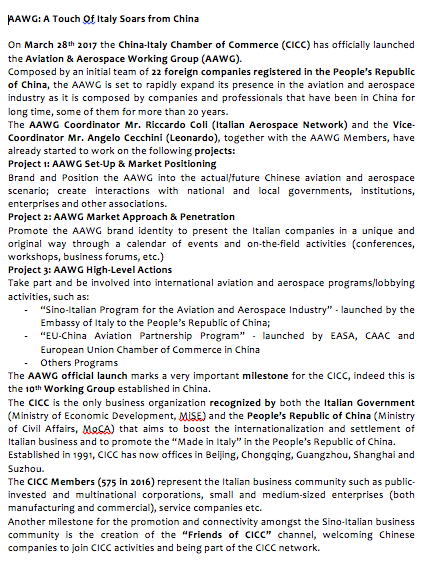 AAWG: A Touch Of Italy Soars from China
On March 28th 2017 the China-Italy Chamber of Commerce (CICC) has officially launched
the Aviation & Aerospace Working Group (AAWG).
Composed by an initial team of 22 foreign companies registered in the People's Republic
of China, the AAWG is set to rapidly expand its presence in the aviation and aerospace
industry as it is composed by companies and professionals that have been in China for
long time, some of them for more than 20 years.
The AAWG Coordinator Mr. Riccardo Coli (Italian Aerospace Network) and the Vice-
Coordinator Mr. Angelo Cecchini (Leonardo), together with the AAWG Members, have
already started to work on the following projects:
Project 1: AAWG Set-Up & Market Positioning
Brand and Position the AAWG into the actual/future Chinese aviation and aerospace
scenario; create interactions with national and local governments, institutions,
enterprises and other associations.
Project 2: AAWG Market Approach & Penetration
Promote the AAWG brand identity to present the Italian companies in a unique and
original way through a calendar of events and on-the-field activities (conferences,
workshops, business forums, etc.)
Project 3: AAWG High-Level Actions
Take part and be involved into international aviation and aerospace programs/lobbying
activities, such as:
- "Sino-Italian Program for the Aviation and Aerospace Industry" - launched by the
Embassy of Italy to the People's Republic of China;
- "EU-China Aviation Partnership Program" - launched by EASA, CAAC and
European Union Chamber of Commerce in China
- Others Programs
The AAWG official launch marks a very important milestone for the CICC, indeed this is
the 10th Working Group established in China.
The CICC is the only business organization recognized by both the Italian Government
(Ministry of Economic Development, MISE) and the People's Republic of China (Ministry
of Civil Affairs, MoCA) that aims to boost the internationalization and settlement of
Italian business and to promote the "Made in Italy" in the People's Republic of China.
Established in 1991, CICC has now offices in Beijing, Chongqing, Guangzhou, Shanghai and
Suzhou.
The CICC Members (575 in 2016) represent the Italian business community such as public-
invested and multinational corporations, small and medium-sized enterprises (both
manufacturing and commercial), service companies etc.
Another milestone for the promotion and connectivity amongst the Sino-Italian business
community is the creation of the "Friends of CICC" channel, welcoming Chinese
companies to join CICC activities and being part of the CICC network.